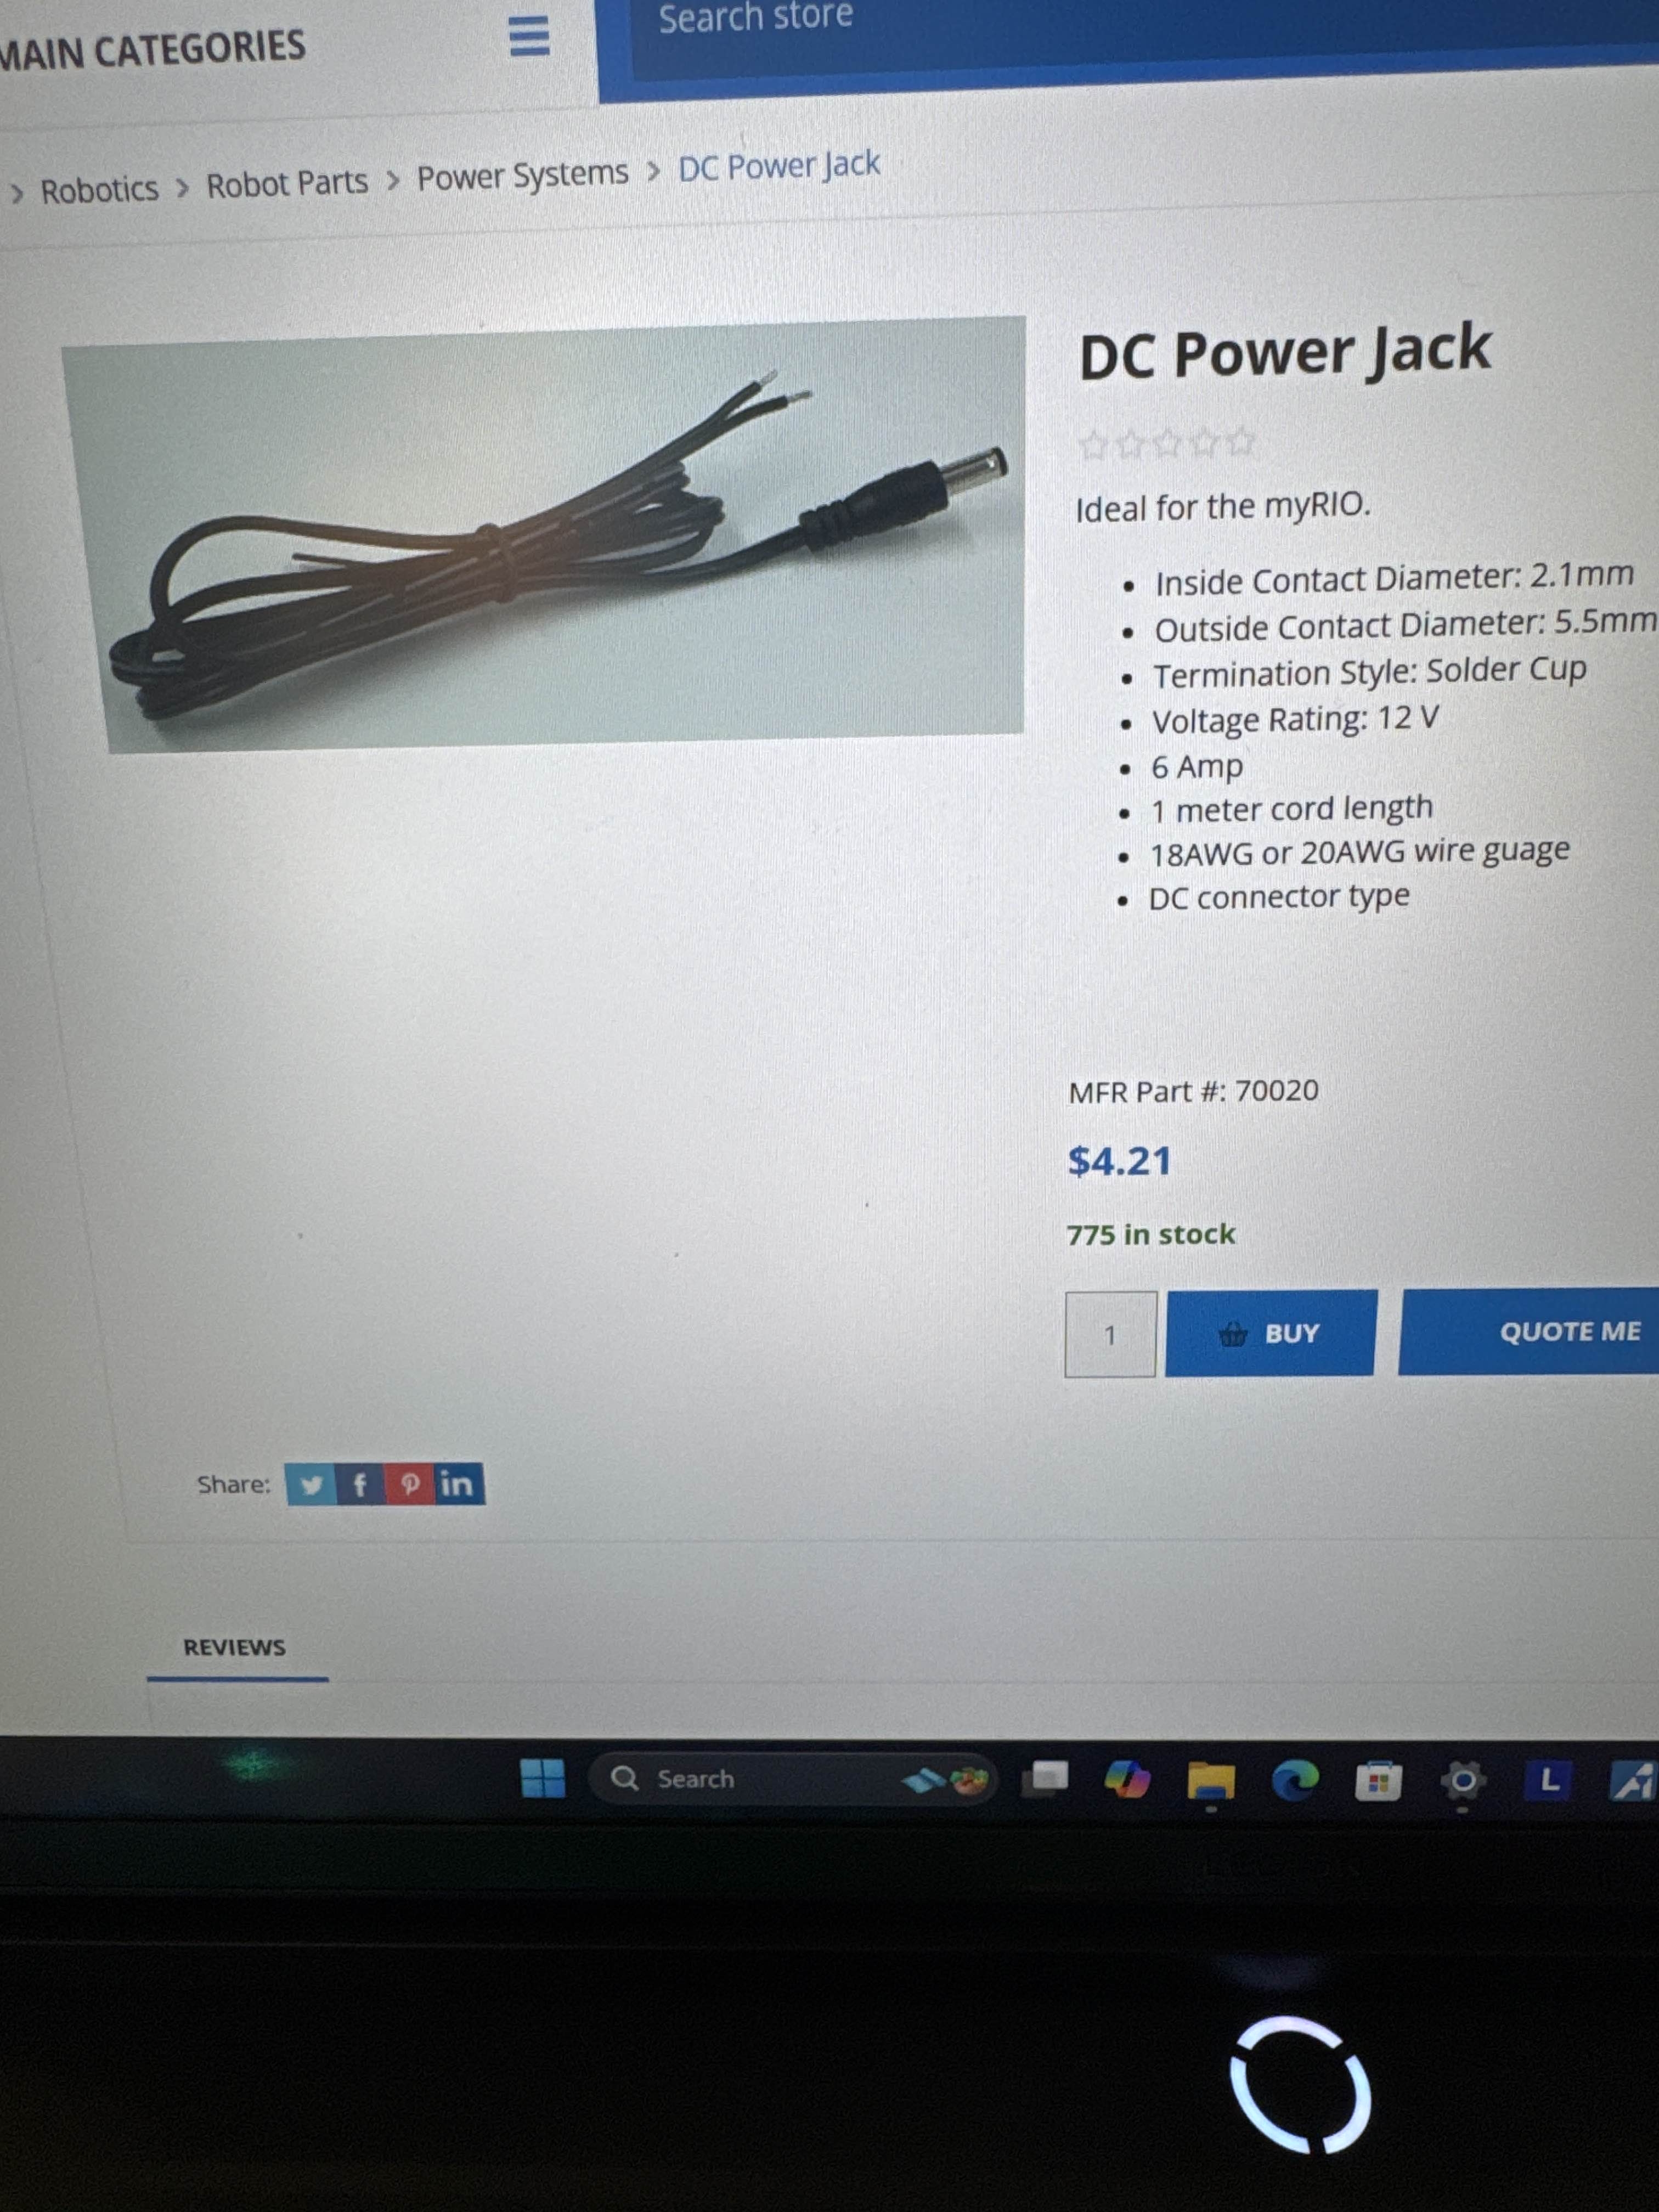 MAIN CATEGORIES
Search store
> Robotics > Robot Parts > Power Systems > DC Power Jack
DC Power Jack
Ideal for the myRIO.
• Inside Contact Diameter: 2.1mm
• Outside Contact Diameter: 5.5mm
• Termination Style: Solder Cup
• Voltage Rating: 12 V
• 6 Amp
• 1 meter cord length
• 18AWG or 20AWG wire guage
• DC connector type
MFR Part #: 70020
$4.21
775 in stock
1
BUY
QUOTE ME
Share:
f
in
REVIEWS
Search
L